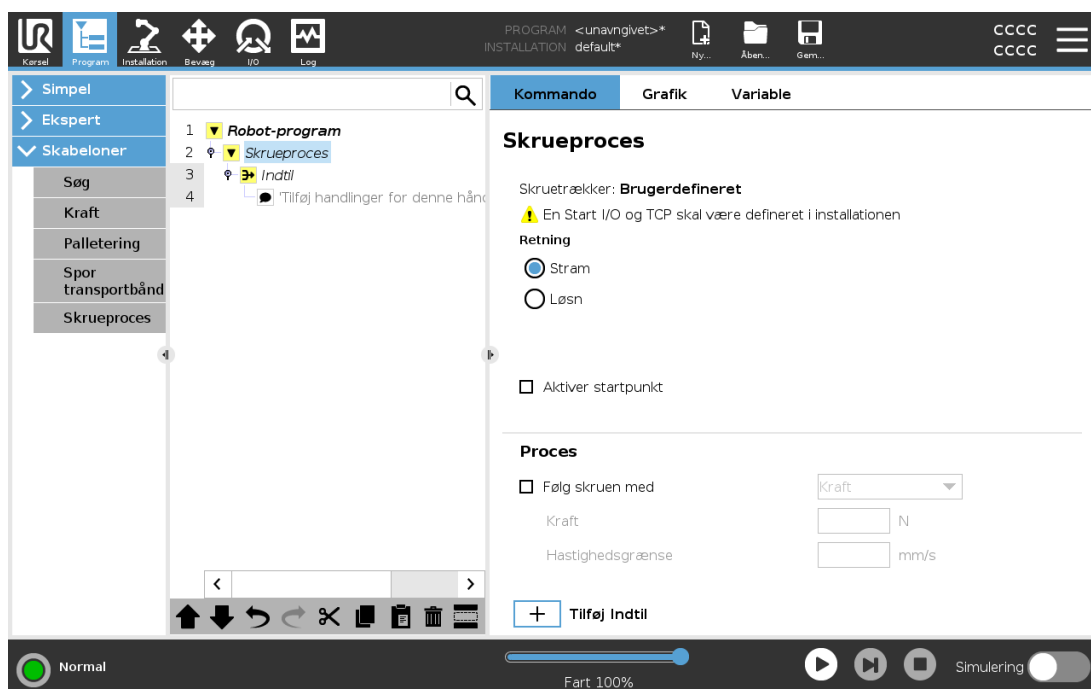 PROGRAM <unavngivet>*
INSTALLATION default*
CCCC
CCCC
Kørsel
Program
Installation
Bevæg
I/O
Log
Ny...
Åben...
Gem...
Simpel
Ekspert
Skabeloner
Søg
Kraft
Palletering
Spor
transportbånd
Skrueproces
1 Robot-program
2 Skrueproces
3 Indtil
4 'Tilføj handlinger for denne hånd
Kommando
Grafik
Variable
Skrueproces
Skruetrækker: Brugerdefineret
En Start I/O og TCP skal være defineret i installationen
Retning
Stram
Løsn
Aktiver startpunkt
Proces
Følg skruen med
Kraft
Kraft
N
Hastighedsgrænse
mm/s
+ Tilføj Indtil
Normal
Fart 100%
Simulering